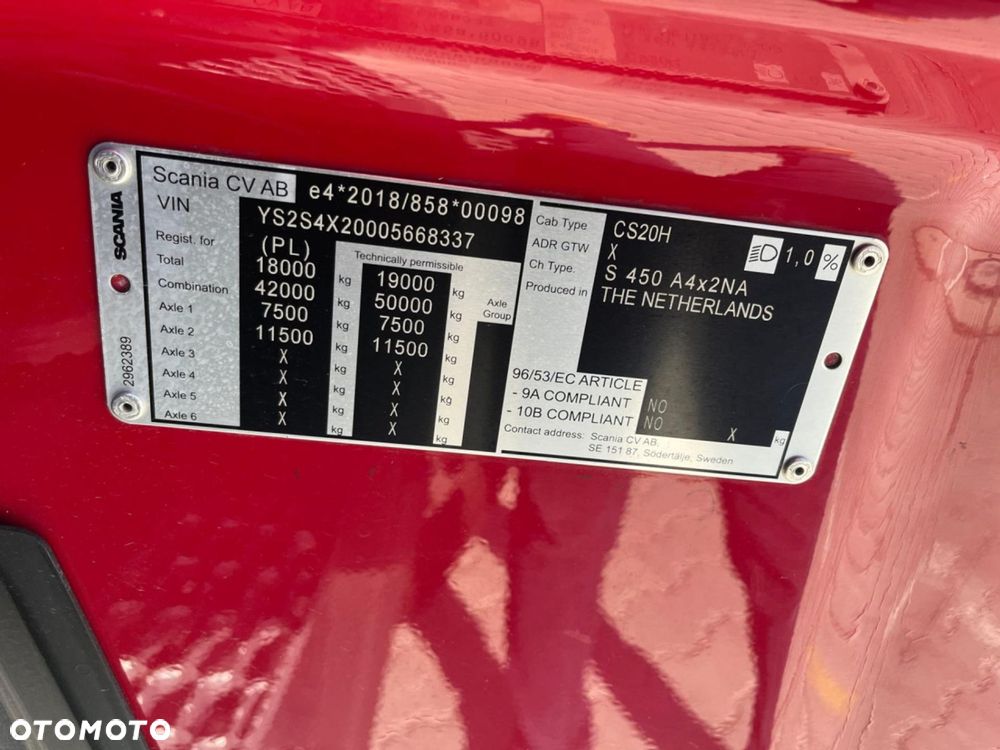 Scania CV AB e4*2018/858*00098
VIN YS2S4X20005668337
Regist. for (PL) Technically permissible
Total 18000 kg 19000 kg
Combination 42000 kg 50000 kg Axle Group
Axle 1 7500 kg 7500 kg
Axle 2 11500 kg 11500 kg
Axle 3 X kg X kg
Axle 4 X kg X kg
Axle 5 X kg X kg
Axle 6 X kg X kg
SCANIA
2962389
Cab Type CS20H
ADR GTW X
Ch Type. S 450 A4x2NA
Produced in THE NETHERLANDS
1,0 %
96/53/EC ARTICLE
- 9A COMPLIANT NO
- 10B COMPLIANT NO X kg
Contact address: Scania CV AB,
SE 151 87, Södertälje, Sweden
OTOMOTO